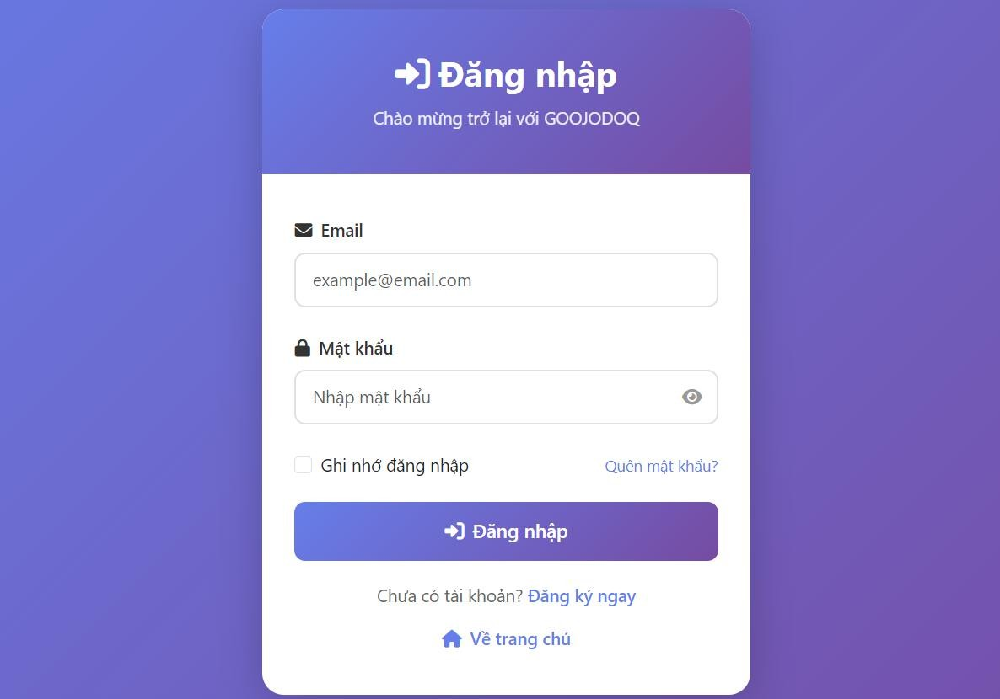 Đăng nhập
Chào mừng trở lại với GOOJODOQ
Email
example@email.com
Mật khẩu
Nhập mật khẩu
Ghi nhớ đăng nhập Quên mật khẩu?
Đăng nhập
Chưa có tài khoản? Đăng ký ngay
Về trang chủ